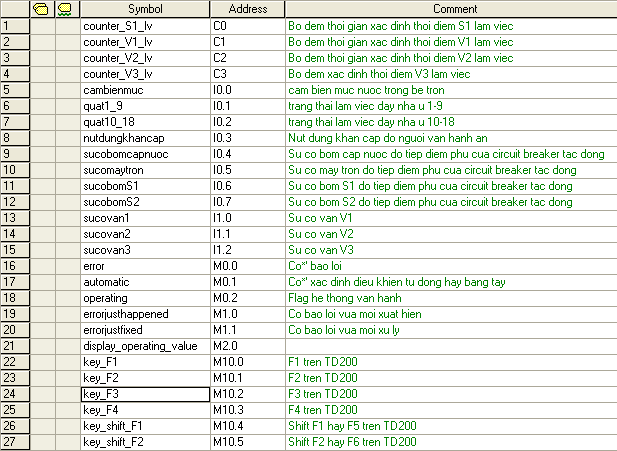 Symbol Address Comment
1 counter_S1_lv C0 Bo dem thoi gian xac dinh thoi diem S1 lam viec
2 counter_V1_lv C1 Bo dem thoi gian xac dinh thoi diem V1 lam viec
3 counter_V2_lv C2 Bo dem thoi gian xac dinh thoi diem V2 lam viec
4 counter_V3_lv C3 Bo dem xac dinh thoi diem V3 lam viec
5 cambienmuc I0.0 cam bien muc nuoc trong be tron
6 quat1_9 I0.1 trang thai lam viec day nha u 1-9
7 quat10_18 I0.2 trang thai lam viec day nha u 10-18
8 nutdungkhancap I0.3 Nut dung khan cap do nguoi van hanh an
9 sucobomcapnuoc I0.4 Su co bom cap nuoc do tiep diem phu cua circuit breaker tac dong
10 sucomaytron I0.5 Su co may tron do tiep diem phu cua circuit breaker tac dong
11 sucobomS1 I0.6 Su co bom S1 do tiep diem phu cua circuit breaker tac dong
12 sucobomS2 I0.7 Su co bom S2 do tiep diem phu cua circuit breaker tac dong
13 sucovan1 I1.0 Su co van V1
14 sucovan2 I1.1 Su co van V2
15 sucovan3 I1.2 Su co van V3
16 error M0.0 Co*' bao loi
17 automatic M0.1 Co*' xac dinh dieu khien tu dong hay bang tay
18 operating M0.2 Flag he thong van hanh
19 errorjusthappened M1.0 Co bao loi vua moi xuat hien
20 errorjustfixed M1.1 Co bao loi vua moi xu ly
21 display_operating_value M2.0
22 key_F1 M10.0 F1 tren TD200
23 key_F2 M10.1 F2 tren TD200
24 key_F3 M10.2 F3 tren TD200
25 key_F4 M10.3 F4 tren TD200
26 key_shift_F1 M10.4 Shift F1 hay F5 tren TD200
27 key_shift_F2 M10.5 Shift F2 hay F6 tren TD200